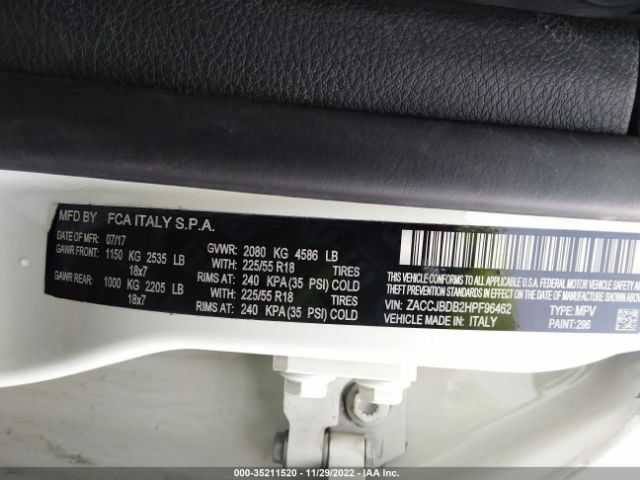 MFD BY FCA ITALY S.P.A.
DATE OF MFR: 07/17 GVWR: 2080 KG 4586 LB
GAWR FRONT: 1150 KG 2535 LB WITH: 225/55 R18 TIRES
18x7 RIMS AT: 240 KPA(35 PSI) COLD
GAWR REAR: 1000 KG 2205 LB WITH: 225/55 R18 TIRES
18x7 RIMS AT: 240 KPA(35 PSI) COLD
THIS VEHICLE CONFORMS TO ALL APPLICABLE U.S.A. FEDERAL MOTOR VEHICLE SAFETY
THEFT PREVENTION STANDARDS IN EFFECT ON THE DATE OF MANUFACTURE SHOWN
VIN: ZACCJBDB2HPF96462 TYPE: MPV
VEHICLE MADE IN: ITALY PAINT: 296
000-35211520 - 11/29/2022 - IAA Inc.